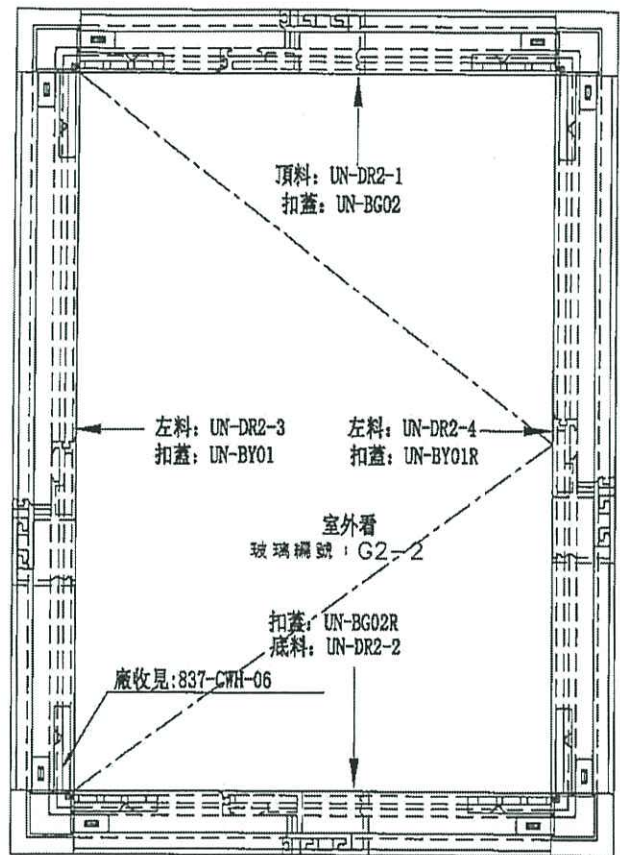 頂料: UN-DR2-1
扣蓋: UN-BG02
左料: UN-DR2-3
扣蓋: UN-BY01
左料: UN-DR2-4
扣蓋: UN-BY01R
室外看
玻璃編號：G2-2
扣蓋: UN-BG02R
底料: UN-DR2-2
廠收見:837-CWH-06